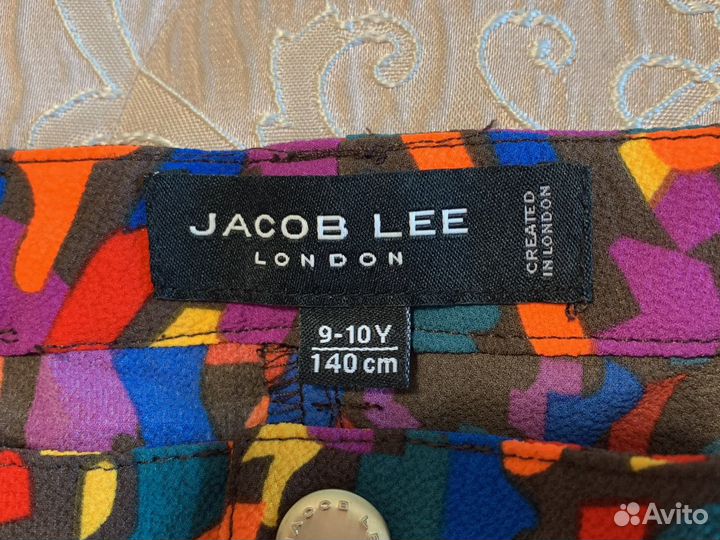 JACOB LEE
LONDON
CREATED
IN LONDON
9-10Y
140 cm
JACOB LEE
Avito